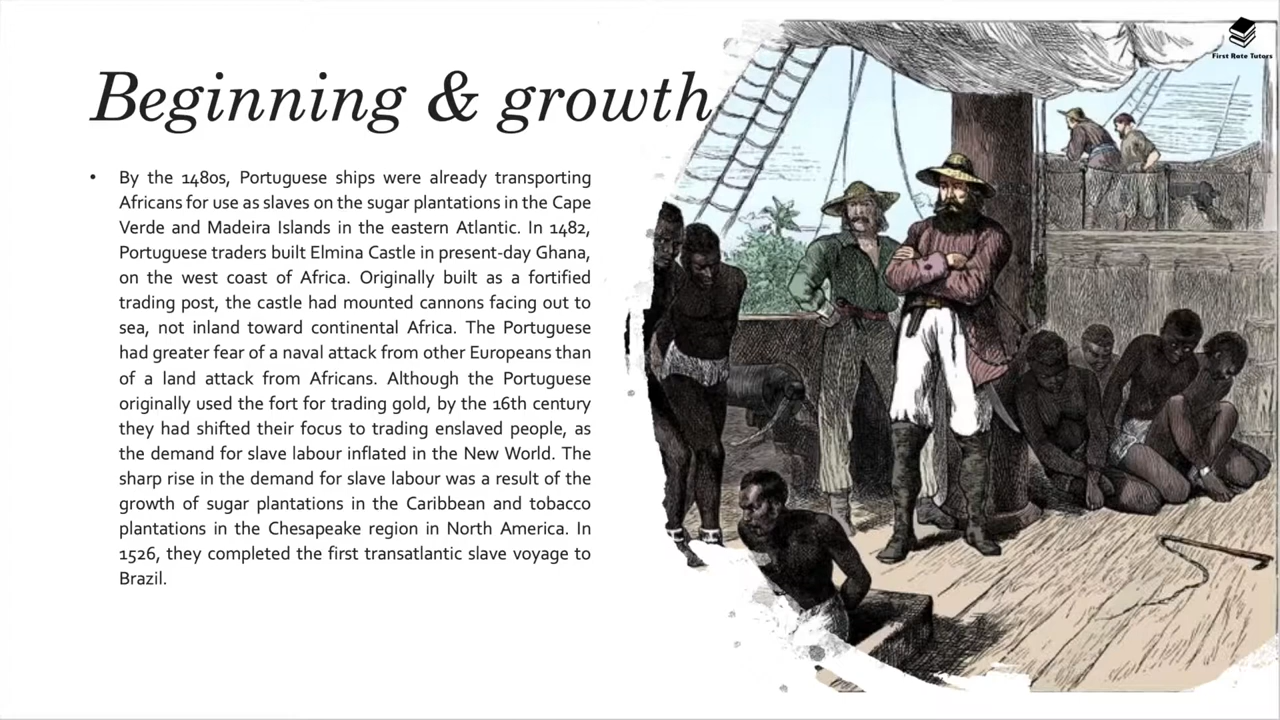 First Rate Tutors
Beginning & growth
• By the 1480s, Portuguese ships were already transporting
Africans for use as slaves on the sugar plantations in the Cape
Verde and Madeira Islands in the eastern Atlantic. In 1482,
Portuguese traders built Elmina Castle in present-day Ghana,
on the west coast of Africa. Originally built as a fortified
trading post, the castle had mounted cannons facing out to
sea, not inland toward continental Africa. The Portuguese
had greater fear of a naval attack from other Europeans than
of a land attack from Africans. Although the Portuguese
originally used the fort for trading gold, by the 16th century
they had shifted their focus to trading enslaved people, as
the demand for slave labour inflated in the New World. The
sharp rise in the demand for slave labour was a result of the
growth of sugar plantations in the Caribbean and tobacco
plantations in the Chesapeake region in North America. In
1526, they completed the first transatlantic slave voyage to
Brazil.